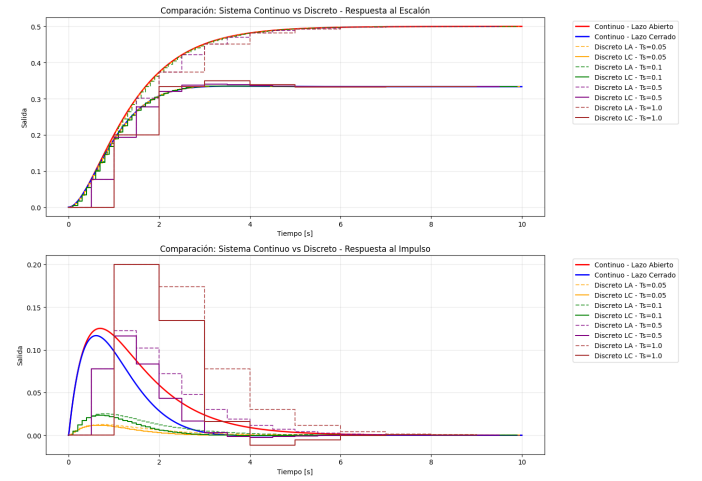 Comparación: Sistema Continuo vs Discreto - Respuesta al Escalón
Salida
0.5
0.4
0.3
0.2
0.1
0.0
0
2
4
6
8
10
Tiempo [s]
Continuo - Lazo Abierto
Continuo - Lazo Cerrado
Discreto LA - Ts=0.05
Discreto LC - Ts=0.05
Discreto LA - Ts=0.1
Discreto LC - Ts=0.1
Discreto LA - Ts=0.5
Discreto LC - Ts=0.5
Discreto LA - Ts=1.0
Discreto LC - Ts=1.0
Comparación: Sistema Continuo vs Discreto - Respuesta al Impulso
Salida
0.20
0.15
0.10
0.05
0.00
0
2
4
6
8
10
Tiempo [s]
Continuo - Lazo Abierto
Continuo - Lazo Cerrado
Discreto LA - Ts=0.05
Discreto LC - Ts=0.05
Discreto LA - Ts=0.1
Discreto LC - Ts=0.1
Discreto LA - Ts=0.5
Discreto LC - Ts=0.5
Discreto LA - Ts=1.0
Discreto LC - Ts=1.0